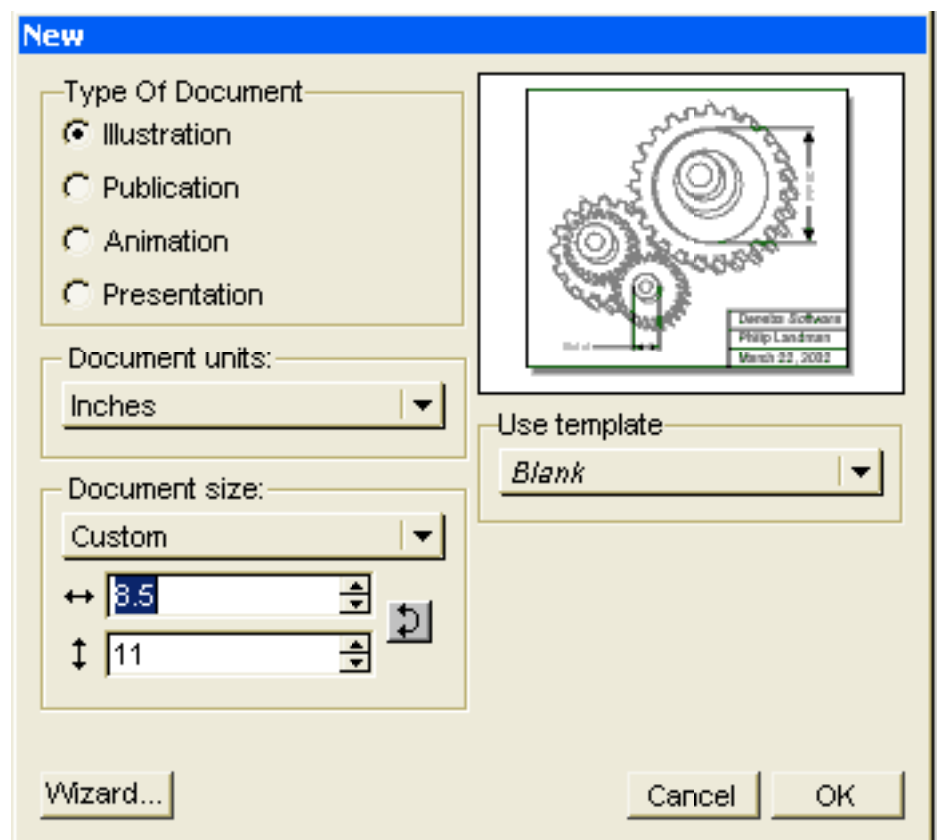 New
Type Of Document
Illustration
Publication
Animation
Presentation
Document units:
Inches
Document size:
Custom
8.5
11
Software
Philip Landman
March 22, 2002
Use template
Blank
Wizard...
Cancel
OK